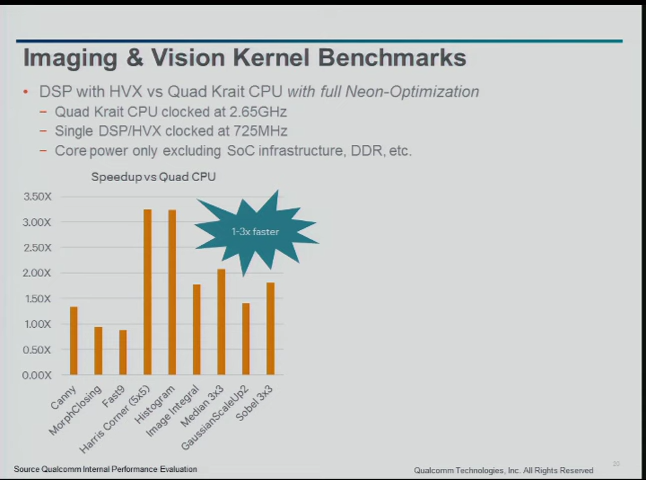 Imaging & Vision Kernel Benchmarks
• DSP with HVX vs Quad Krait CPU with full Neon-Optimization
– Quad Krait CPU clocked at 2.65GHz
– Single DSP/HVX clocked at 725MHz
– Core power only excluding SoC infrastructure, DDR, etc.
Speedup vs Quad CPU
3.50X
3.00X
2.50X
2.00X
1.50X
1.00X
0.50X
0.00X
1-3x faster
Canny
MorphClosing
Fast9
Harris Corner (5x5)
Histogram
Image Integral
Median 3x3
GaussianScaleUp2
Sobel 3x3
Source Qualcomm Internal Performance Evaluation
Qualcomm Technologies, Inc. All Rights Reserved